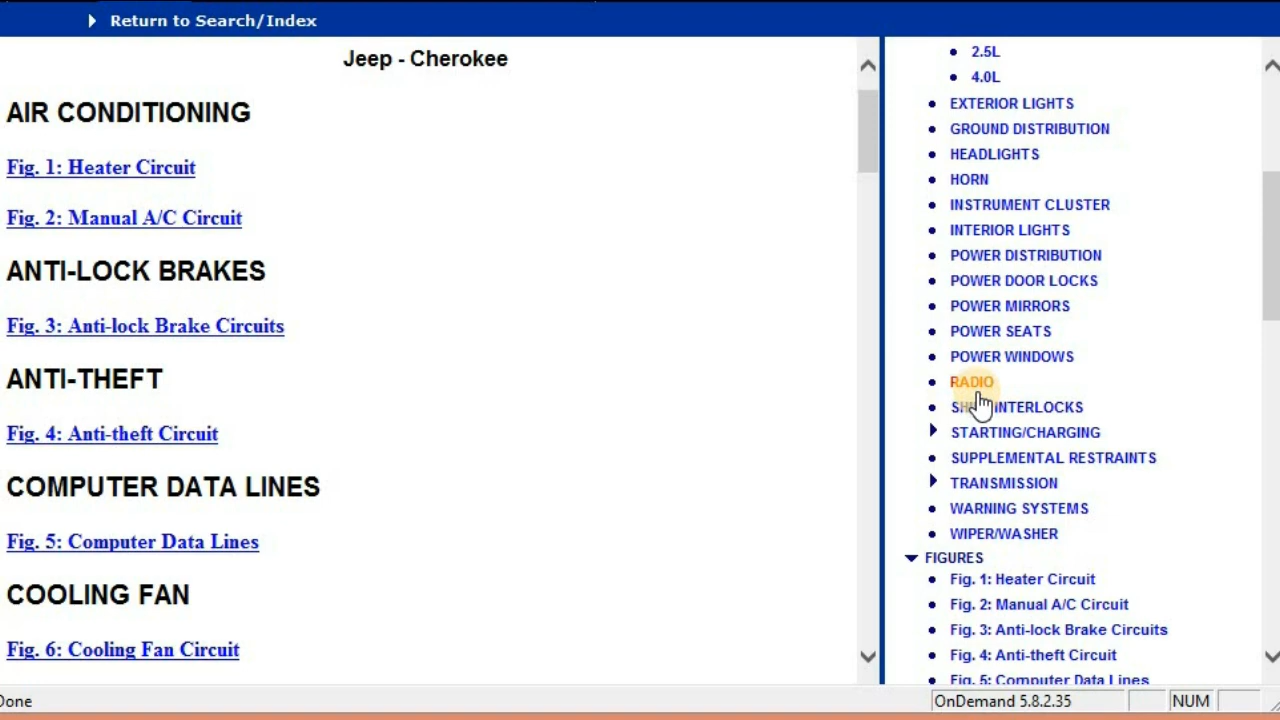 Return to Search/Index
Jeep - Cherokee
AIR CONDITIONING
Fig. 1: Heater Circuit
Fig. 2: Manual A/C Circuit
ANTI-LOCK BRAKES
Fig. 3: Anti-lock Brake Circuits
ANTI-THEFT
Fig. 4: Anti-theft Circuit
COMPUTER DATA LINES
Fig. 5: Computer Data Lines
COOLING FAN
Fig. 6: Cooling Fan Circuit
2.5L
4.0L
EXTERIOR LIGHTS
GROUND DISTRIBUTION
HEADLIGHTS
HORN
INSTRUMENT CLUSTER
INTERIOR LIGHTS
POWER DISTRIBUTION
POWER DOOR LOCKS
POWER MIRRORS
POWER SEATS
POWER WINDOWS
RADIO
INTERLOCKS
STARTING/CHARGING
SUPPLEMENTAL RESTRAINTS
TRANSMISSION
WARNING SYSTEMS
WIPER/WASHER
FIGURES
Fig. 1: Heater Circuit
Fig. 2: Manual A/C Circuit
Fig. 3: Anti-lock Brake Circuits
Fig. 4: Anti-theft Circuit
Fig. 5: Computer Data Lines
Done
OnDemand 5.8.2.35
NUM